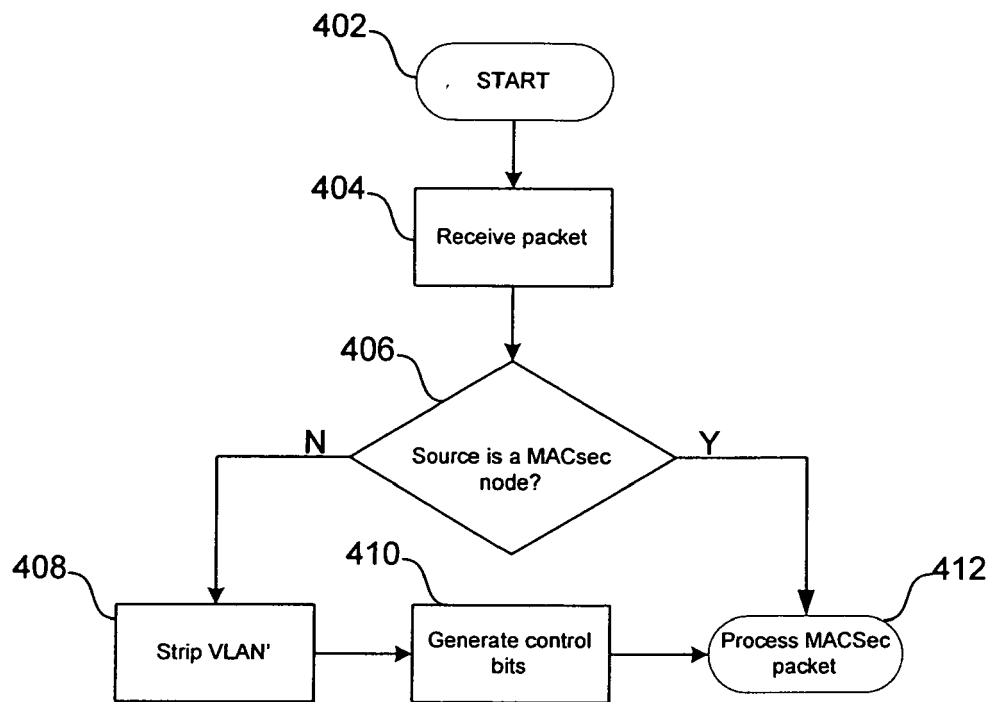 402
START
404
Receive packet
406
N
Y
Source is a MACsec
node?
408
410
412
Strip VLAN'
Generate control
bits
Process MACSec
packet